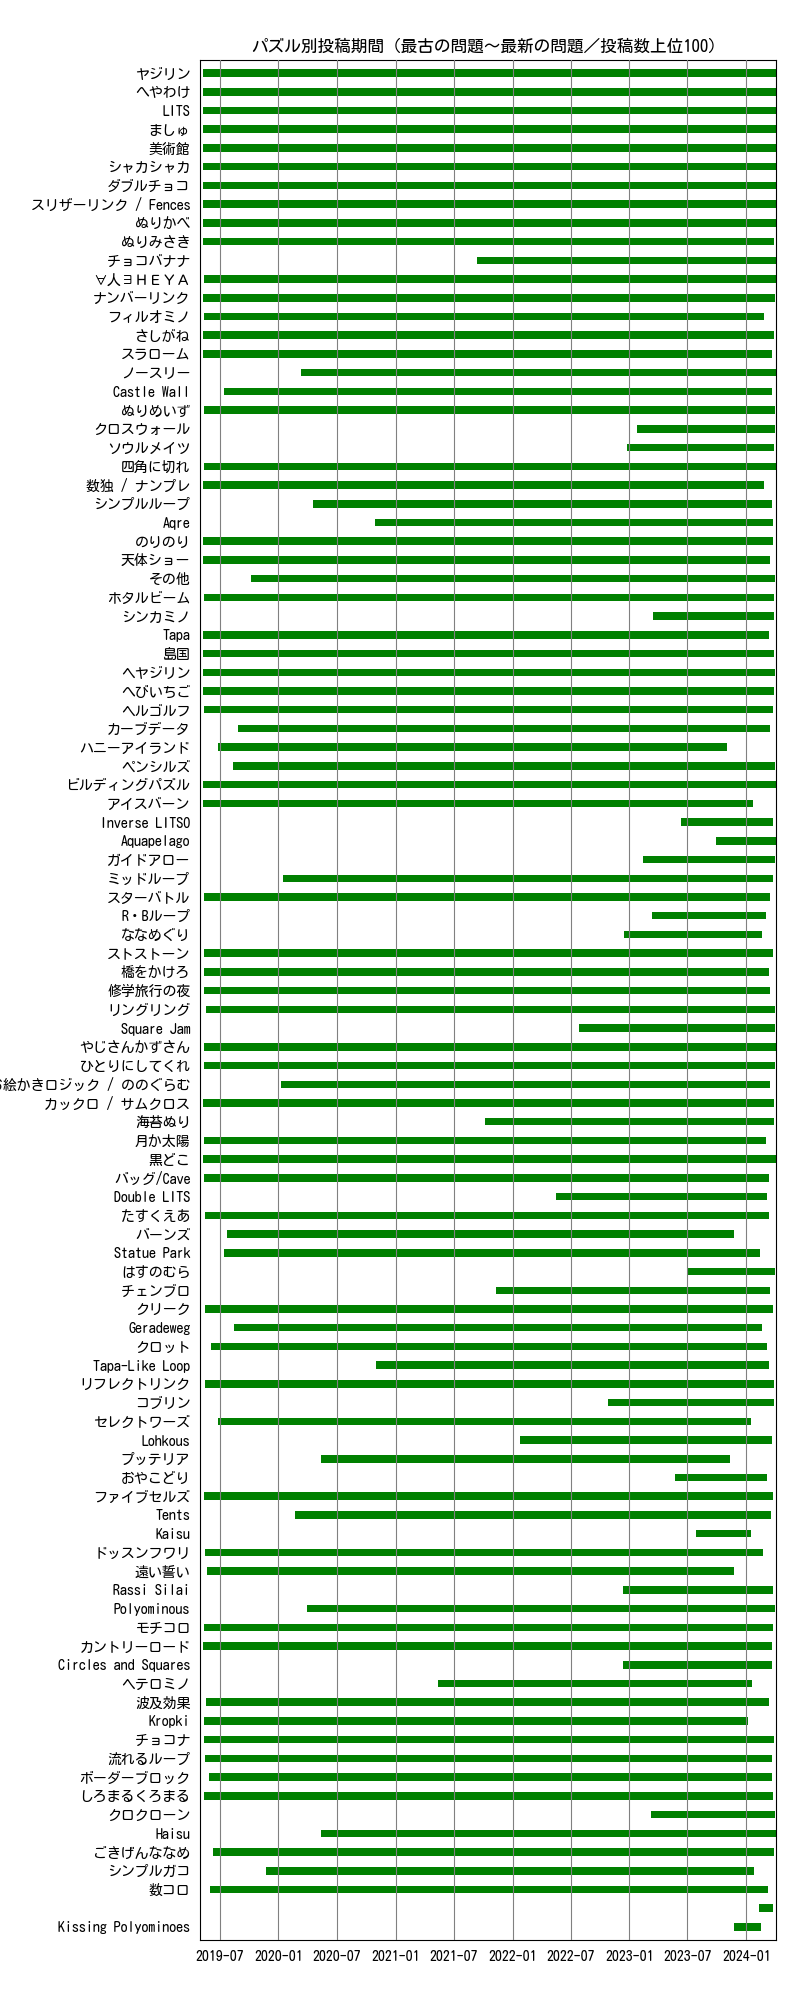 パズル別投稿期間（最古の問題～最新の問題／投稿数上位100）
ヤジリン
へやわけ
LITS
ましゅ
美術館
シャカシャカ
ダブルチョコ
スリザーリンク / Fences
ぬりかべ
ぬりみさき
チョコバナナ
∀人∃ＨＥＹＡ
ナンバーリンク
フィルオミノ
さしがね
スラローム
ノースリー
Castle Wall
ぬりめいず
クロスウォール
ソウルメイツ
四角に切れ
数独 / ナンプレ
シンプルループ
Aqre
のりのり
天体ショー
その他
ホタルビーム
シンカミノ
Tapa
島国
ヘヤジリン
へびいちご
ヘルゴルフ
カーブデータ
ハニーアイランド
ペンシルズ
ビルディングパズル
アイスバーン
Inverse LITSO
Aquapelago
ガイドアロー
ミッドループ
スターバトル
R・Bループ
ななめぐり
ストストーン
橋をかけろ
修学旅行の夜
リングリング
Square Jam
やじさんかずさん
ひとりにしてくれ
絵かきロジック / ののぐらむ
カックロ / サムクロス
海苔ぬり
月か太陽
黒どこ
バッグ/Cave
Double LITS
たすくえあ
バーンズ
Statue Park
はすのむら
チェンブロ
クリーク
Geradeweg
クロット
Tapa-Like Loop
リフレクトリンク
コブリン
セレクトワーズ
Lohkous
プッテリア
おやこどり
ファイブセルズ
Tents
Kaisu
ドッスンフワリ
遠い誓い
Rassi Silai
Polyominous
モチコロ
カントリーロード
Circles and Squares
ヘテロミノ
波及効果
Kropki
チョコナ
流れるループ
ボーダーブロック
しろまるくろまる
クロクローン
Haisu
ごきげんななめ
シンプルガコ
数コロ
Kissing Polyominoes
2019-07 2020-01 2020-07 2021-01 2021-07 2022-01 2022-07 2023-01 2023-07 2024-01